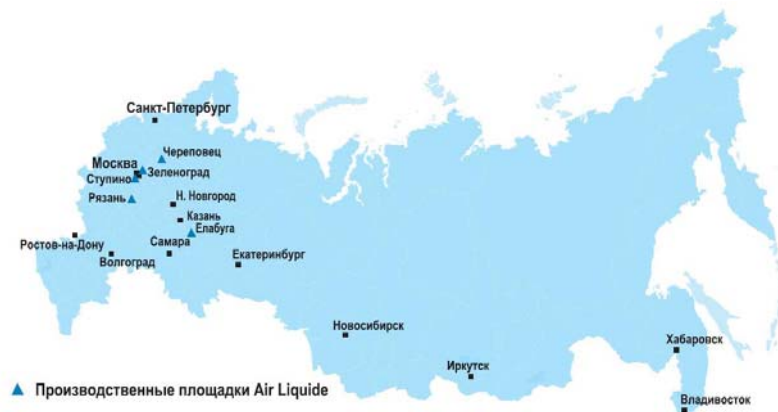 Санкт-Петербург
Череповец
Москва
Зеленоград
Ступино
Рязань
Н. Новгород
Казань
Елабуга
Ростов-на-Дону
Самара
Волгоград
Екатеринбург
Новосибирск
Хабаровск
Иркутск
Производственные площадки Air Liquide
Владивосток